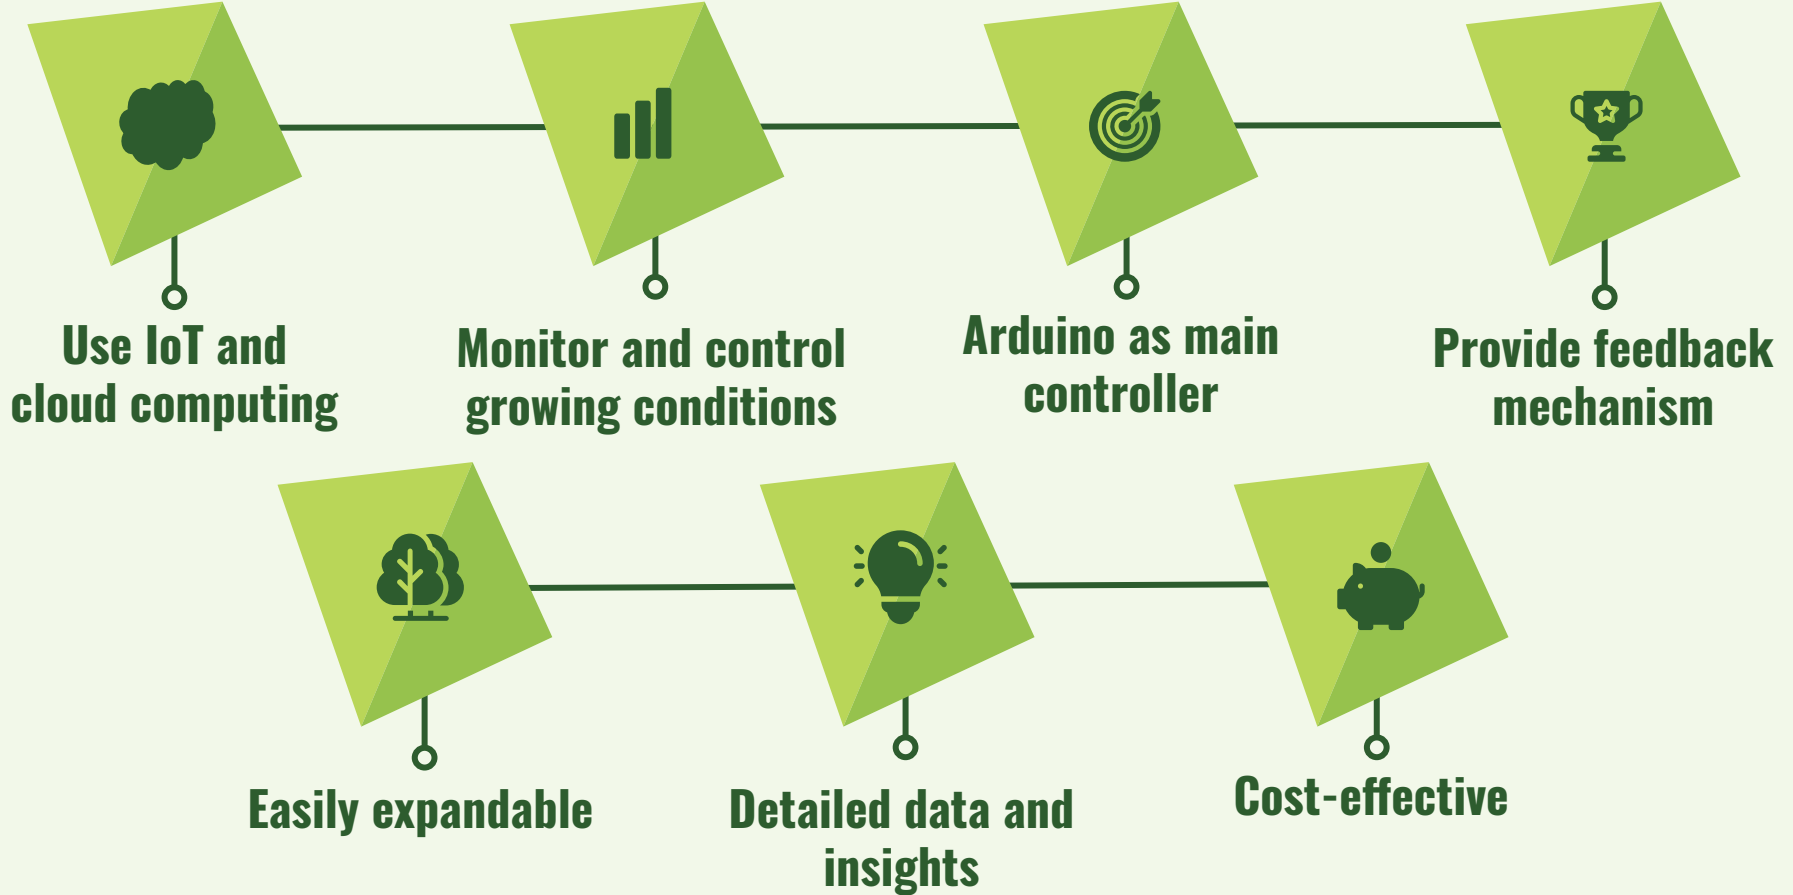 Use IoT and
cloud computing
Monitor and control
growing conditions
Arduino as main
controller
Provide feedback
mechanism
Easily expandable
Detailed data and
insights
Cost-effective